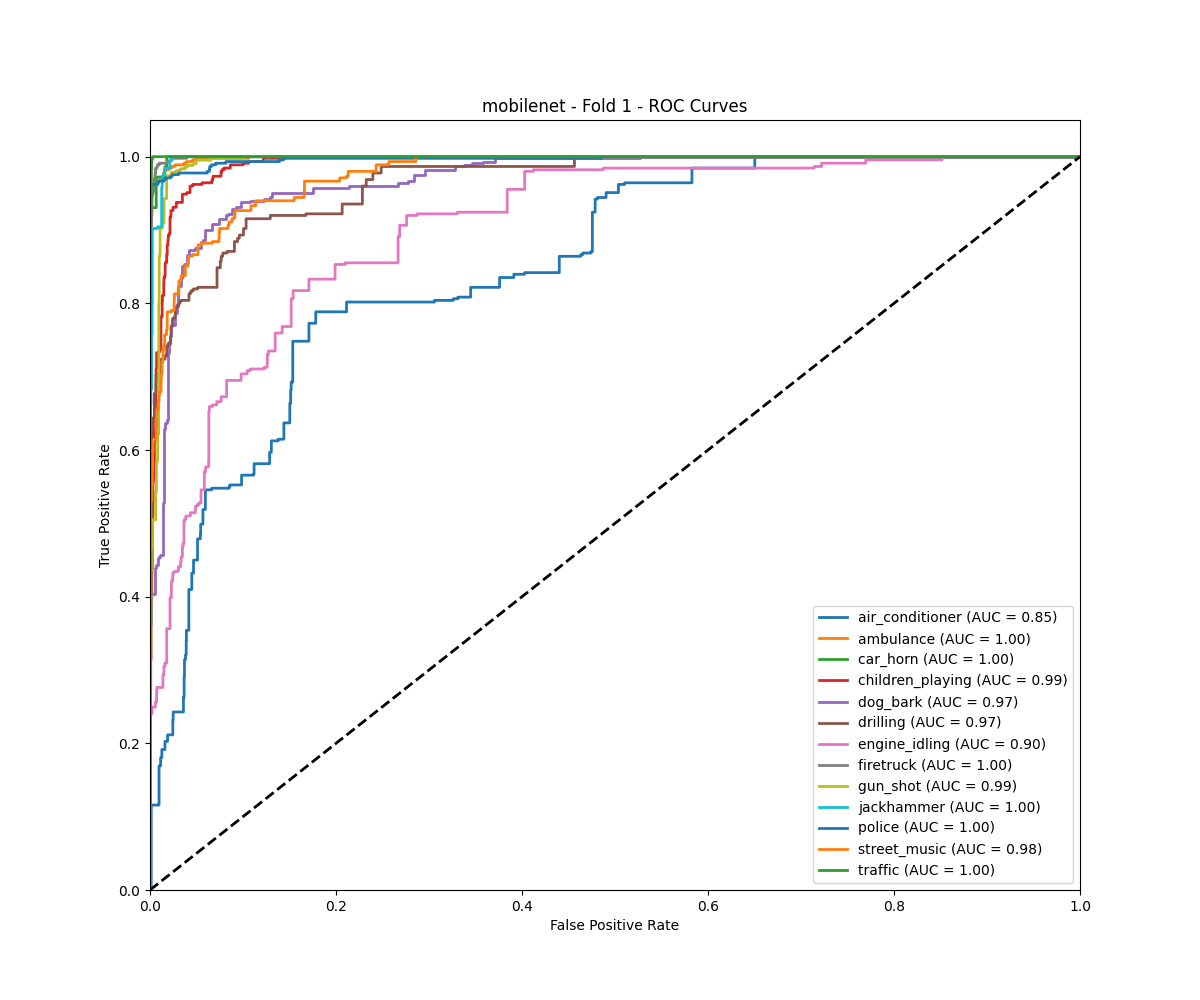 mobilenet - Fold 1 - ROC Curves
1.0
0.8
0.6
0.4
0.2
0.0
True Positive Rate
0.0 0.2 0.4 0.6 0.8 1.0
False Positive Rate
air_conditioner (AUC = 0.85)
ambulance (AUC = 1.00)
car_horn (AUC = 1.00)
children_playing (AUC = 0.99)
dog_bark (AUC = 0.97)
drilling (AUC = 0.97)
engine_idling (AUC = 0.90)
firetruck (AUC = 1.00)
gun_shot (AUC = 0.99)
jackhammer (AUC = 1.00)
police (AUC = 1.00)
street_music (AUC = 0.98)
traffic (AUC = 1.00)